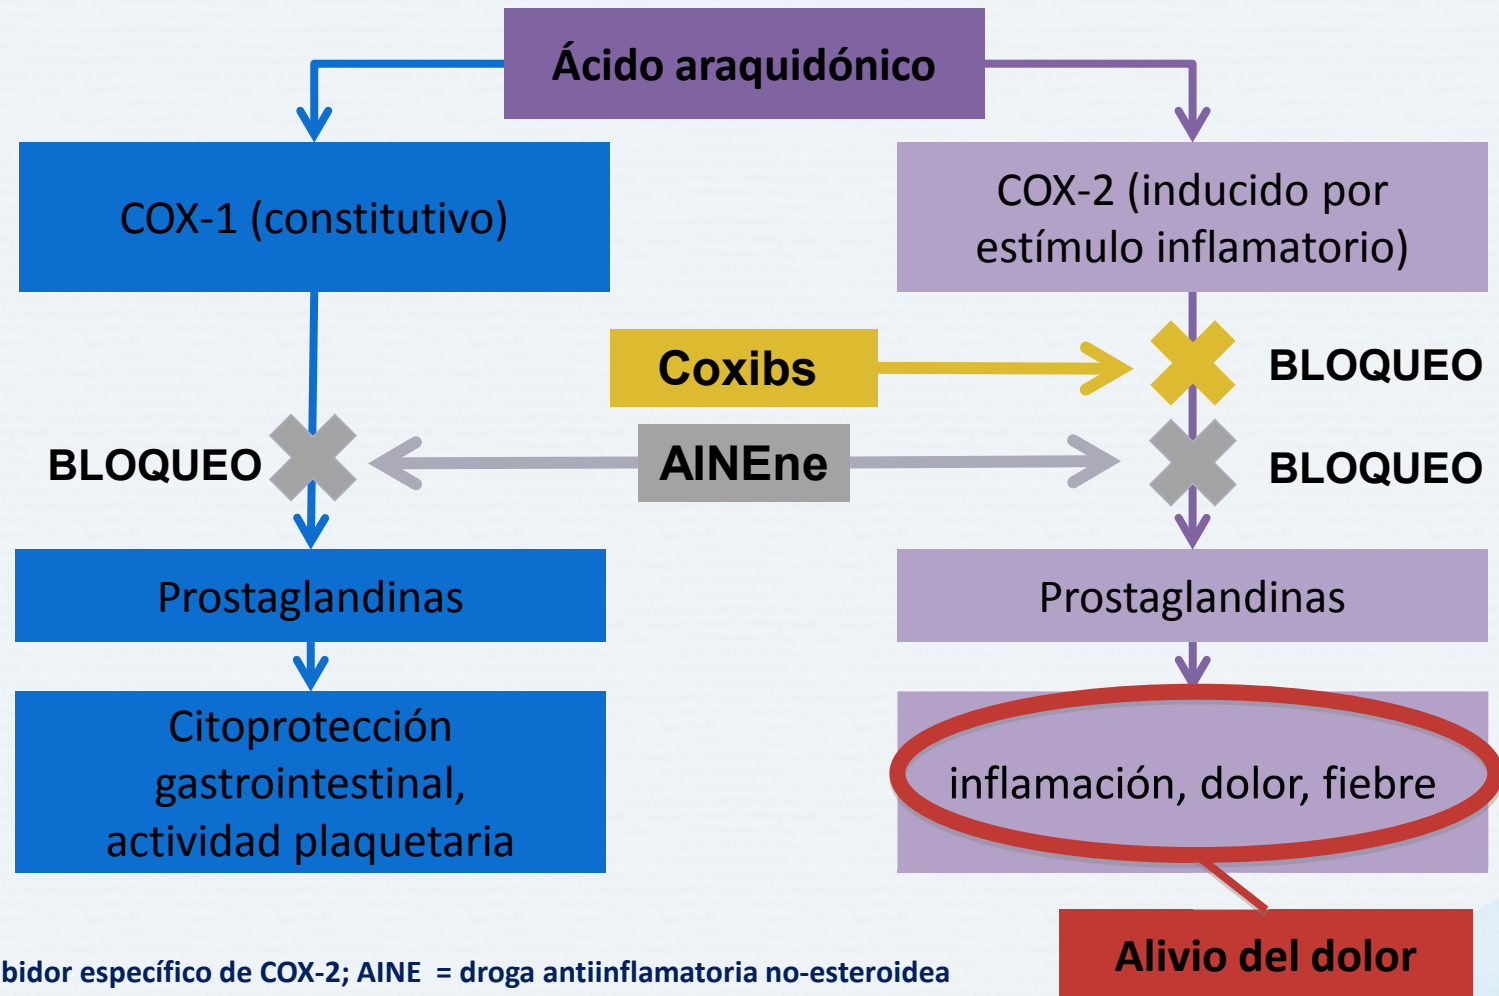 Ácido araquidónico
COX-1 (constitutivo)
COX-2 (inducido por
estímulo inflamatorio)
Coxibs
BLOQUEO
BLOQUEO
AINEne
BLOQUEO
Prostaglandinas
Prostaglandinas
Citoprotección
gastrointestinal,
actividad plaquetaria
inflamación, dolor, fiebre
Alivio del dolor
bidor específico de COX-2; AINE = droga antiinflamatoria no-esteroidea